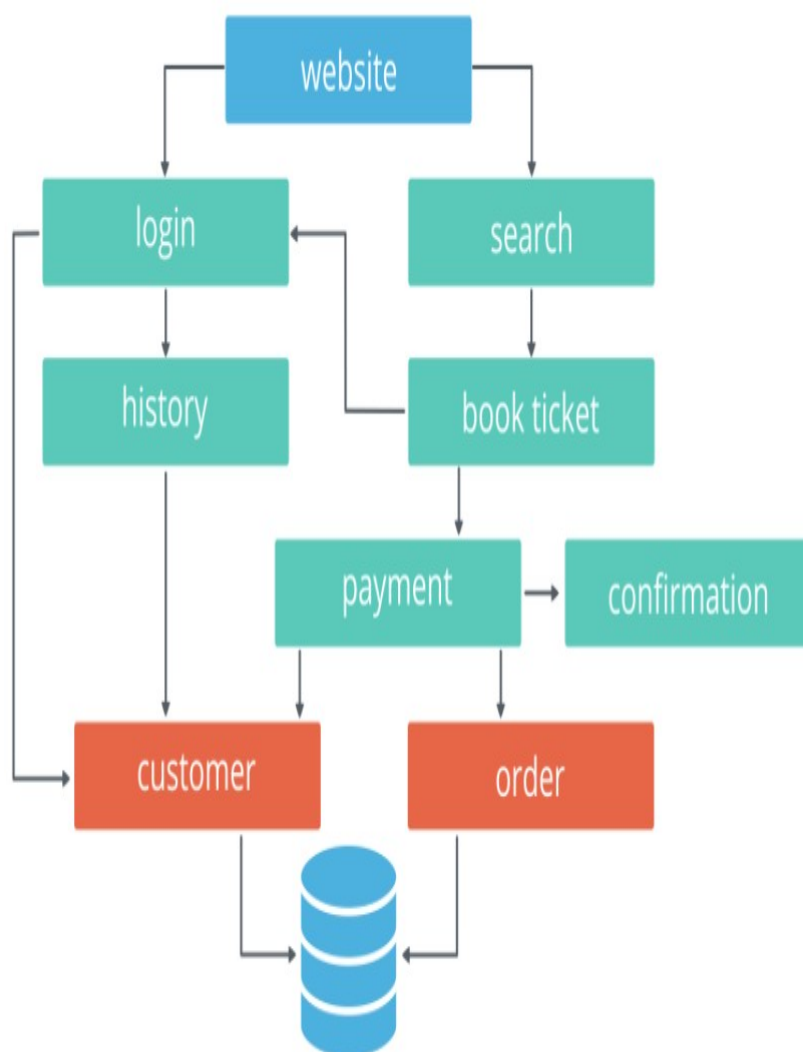 website
login
search
history
book ticket
payment
confirmation
customer
order